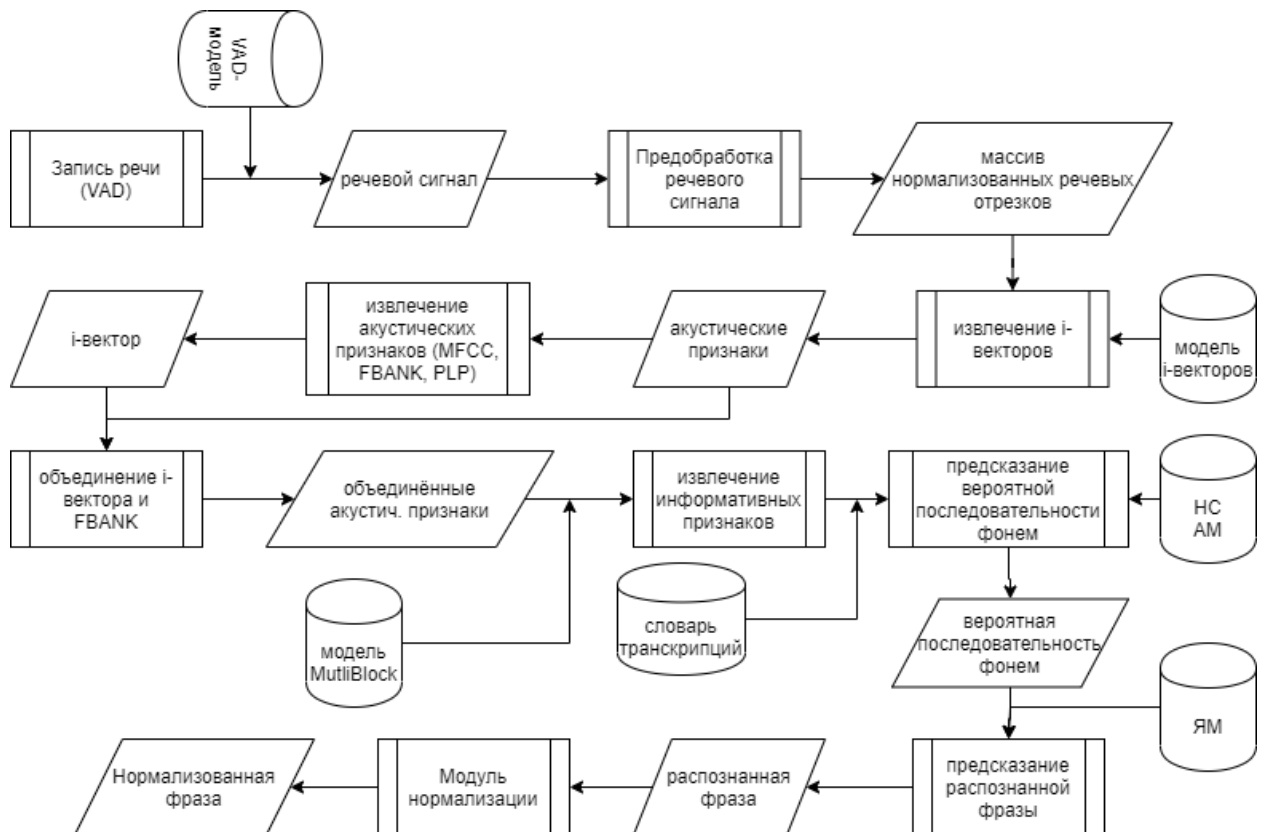 VAD-
модель
Запись речи
(VAD)
речевой сигнал
Предобработка
речевого
сигнала
массив
нормализованных речевых
отрезков
i-вектор
извлечение
акустических
признаков (MFCC,
FBANK, PLP)
акустические
признаки
извлечение i-
векторов
модель
i-векторов
объединение i-
вектора и
FBANK
объединённые
акустич. признаки
извлечение
информативных
признаков
предсказание
вероятной
последовательности
фонем
НС
АМ
модель
MutliBlock
словарь
транскрипций
вероятная
последовательность
фонем
ЯМ
Нормализованная
фраза
Модуль
нормализации
распознанная
фраза
предсказание
распознанной
фразы